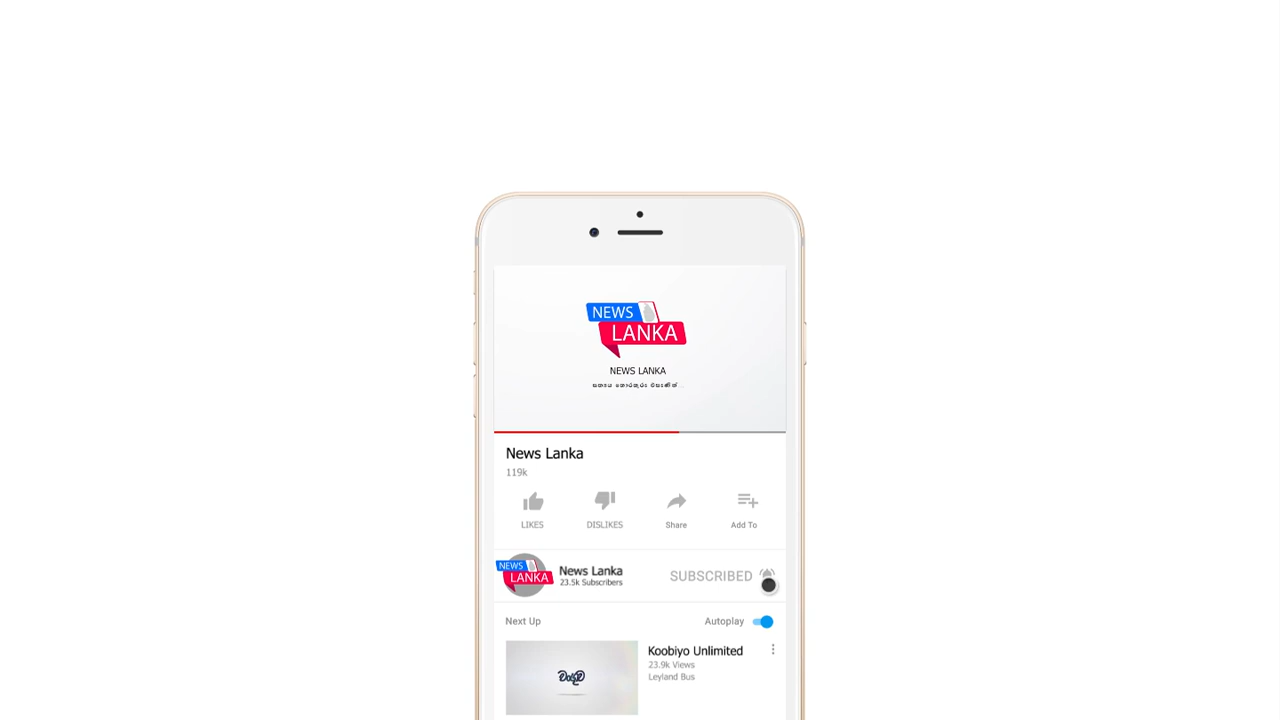 NEWS
LANKA
NEWS LANKA
News Lanka
119k
LIKES DISLIKES Share Add To
NEWS
LANKA
News Lanka
23.5k Subscribers
SUBSCRIBED
Next Up
Autoplay
Koobiyo Unlimited
23.9k Views
Leyland Bus